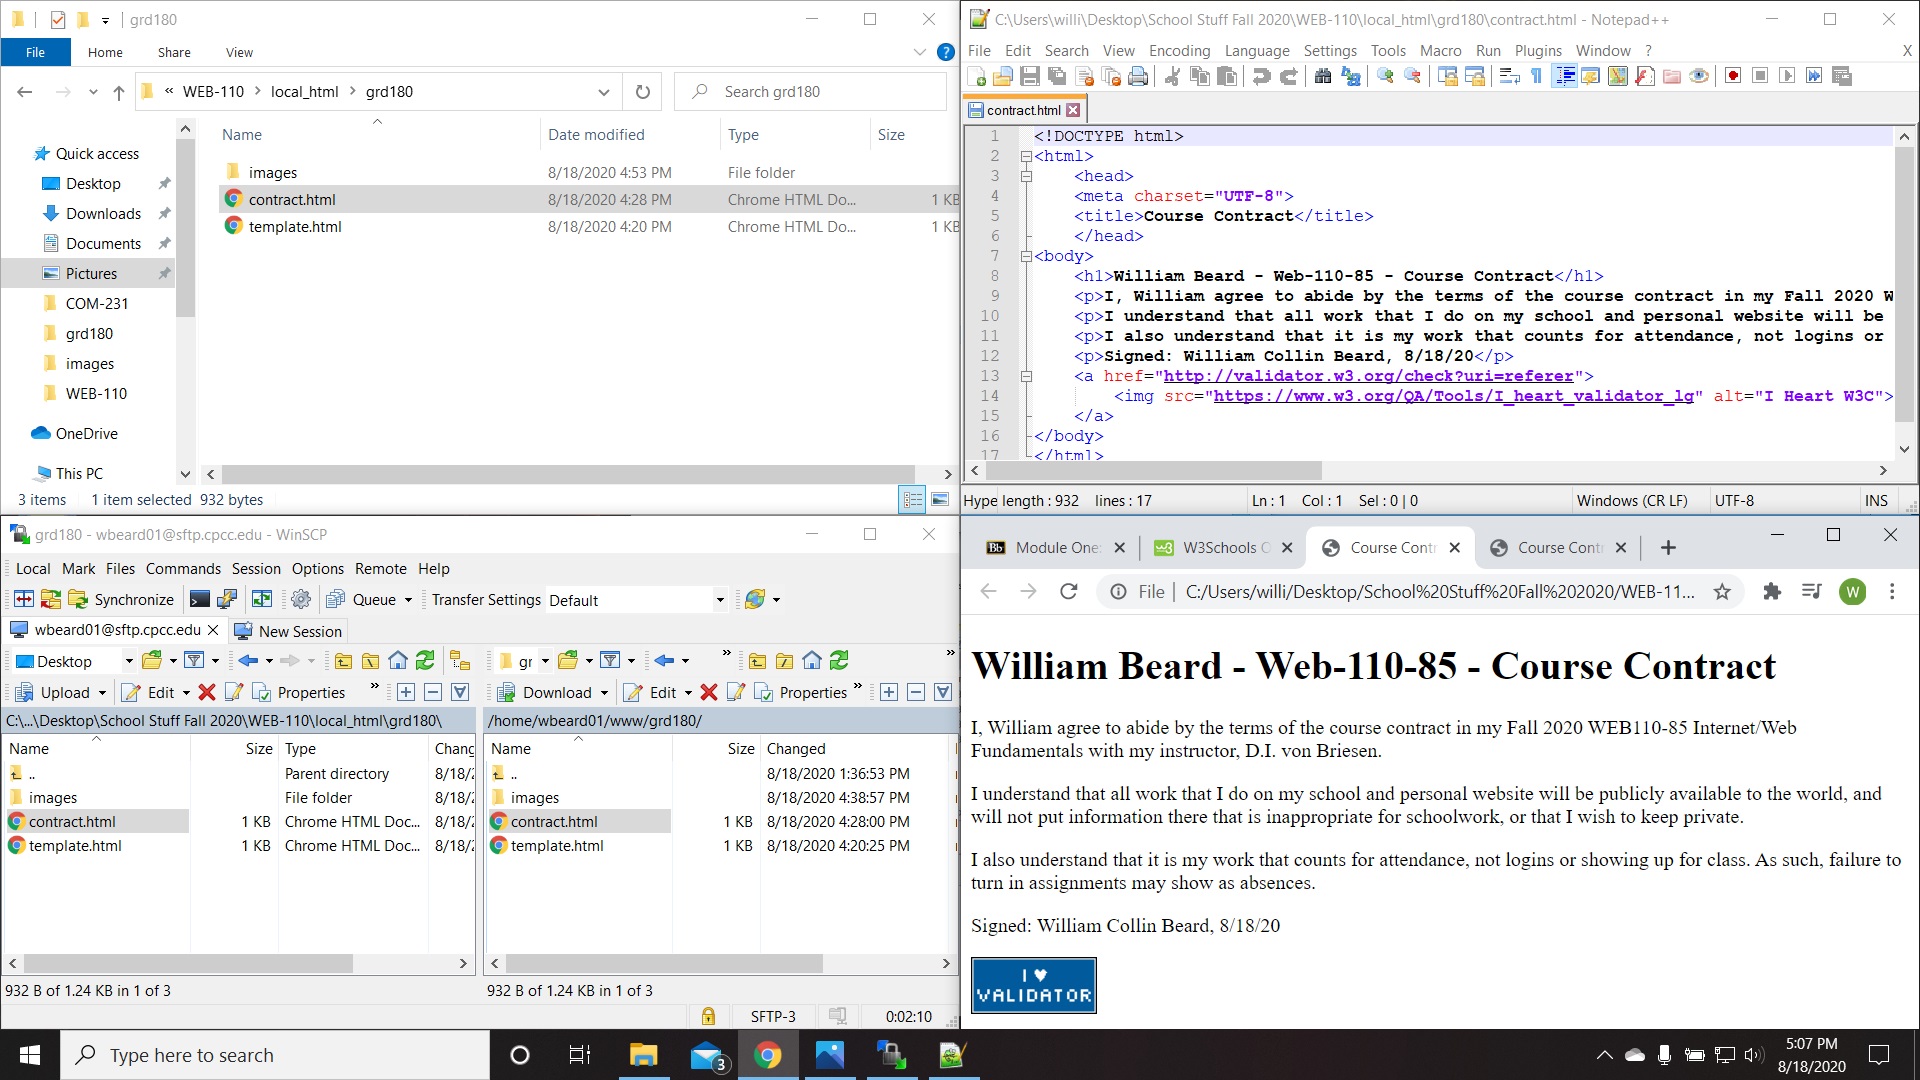 grd180
File Home Share View
« WEB-110 > local_html > grd180
Search grd180
Name Date modified Type Size
Quick access
Desktop
Downloads
Documents
Pictures
COM-231
grd180
images
WEB-110
OneDrive
This PC
images 8/18/2020 4:53 PM File folder
contract.html 8/18/2020 4:28 PM Chrome HTML Do... 1 KB
template.html 8/18/2020 4:20 PM Chrome HTML Do... 1 KB
3 items 1 item selected 932 bytes
C:\Users\willi\Desktop\School Stuff Fall 2020\WEB-110\local_html\grd180\contract.html - Notepad++
File Edit Search View Encoding Language Settings Tools Macro Run Plugins Window ? X
contract.html
1 <!DOCTYPE html>
2 <html>
3 <head>
4 <meta charset="UTF-8">
5 <title>Course Contract</title>
6 </head>
7 <body>
8 <h1>William Beard - Web-110-85 - Course Contract</h1>
9 <p>I, William agree to abide by the terms of the course contract in my Fall 2020 W
10 <p>I understand that all work that I do on my school and personal website will be
11 <p>I also understand that it is my work that counts for attendance, not logins or
12 <p>Signed: William Collin Beard, 8/18/20</p>
13 <a href="http://validator.w3.org/check?uri=referer">
14 <img src="https://www.w3.org/QA/Tools/I_heart_validator_lg" alt="I Heart W3C">
15 </a>
16 </body>
17 </html>
Hype length : 932 lines : 17 Ln : 1 Col : 1 Sel : 0 | 0 Windows (CR LF) UTF-8 INS
grd180 - wbeard01@sftp.cpcc.edu - WinSCP
Local Mark Files Commands Session Options Remote Help
Synchronize Queue Transfer Settings Default
wbeard01@sftp.cpcc.edu New Session
Desktop gr
Upload Edit Properties » Download Edit Properties »
C:\...\Desktop\School Stuff Fall 2020\WEB-110\local_html\grd180\
Name Size Type Chang
.. Parent directory 8/18/
images File folder 8/18/
contract.html 1 KB Chrome HTML Doc... 8/18/
template.html 1 KB Chrome HTML Doc... 8/18/
932 B of 1.24 KB in 1 of 3
/home/wbeard01/www/grd180/
Name Size Changed
.. 8/18/2020 1:36:53 PM
images 8/18/2020 4:38:57 PM
contract.html 1 KB 8/18/2020 4:28:00 PM
template.html 1 KB 8/18/2020 4:20:25 PM
932 B of 1.24 KB in 1 of 3
SFTP-3 0:02:10
Bb Module One: W3Schools O Course Contr Course Contr
File | C:/Users/willi/Desktop/School%20Stuff%20Fall%202020/WEB-11... W
William Beard - Web-110-85 - Course Contract
I, William agree to abide by the terms of the course contract in my Fall 2020 WEB110-85 Internet/Web
Fundamentals with my instructor, D.I. von Briesen.
I understand that all work that I do on my school and personal website will be publicly available to the world, and
will not put information there that is inappropriate for schoolwork, or that I wish to keep private.
I also understand that it is my work that counts for attendance, not logins or showing up for class. As such, failure to
turn in assignments may show as absences.
Signed: William Collin Beard, 8/18/20
I ♥
VALIDATOR
Type here to search
3
5:07 PM
8/18/2020